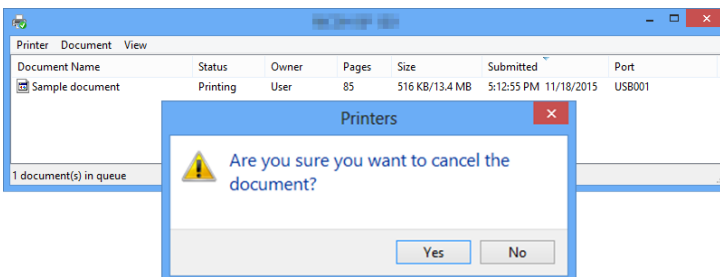 Printer Document View
Document Name Status Owner Pages Size Submitted Port
Sample document Printing User 85 516 KB/13.4 MB 5:12:55 PM 11/18/2015 USB001
1 document(s) in queue
Printers
Are you sure you want to cancel the
document?
Yes No